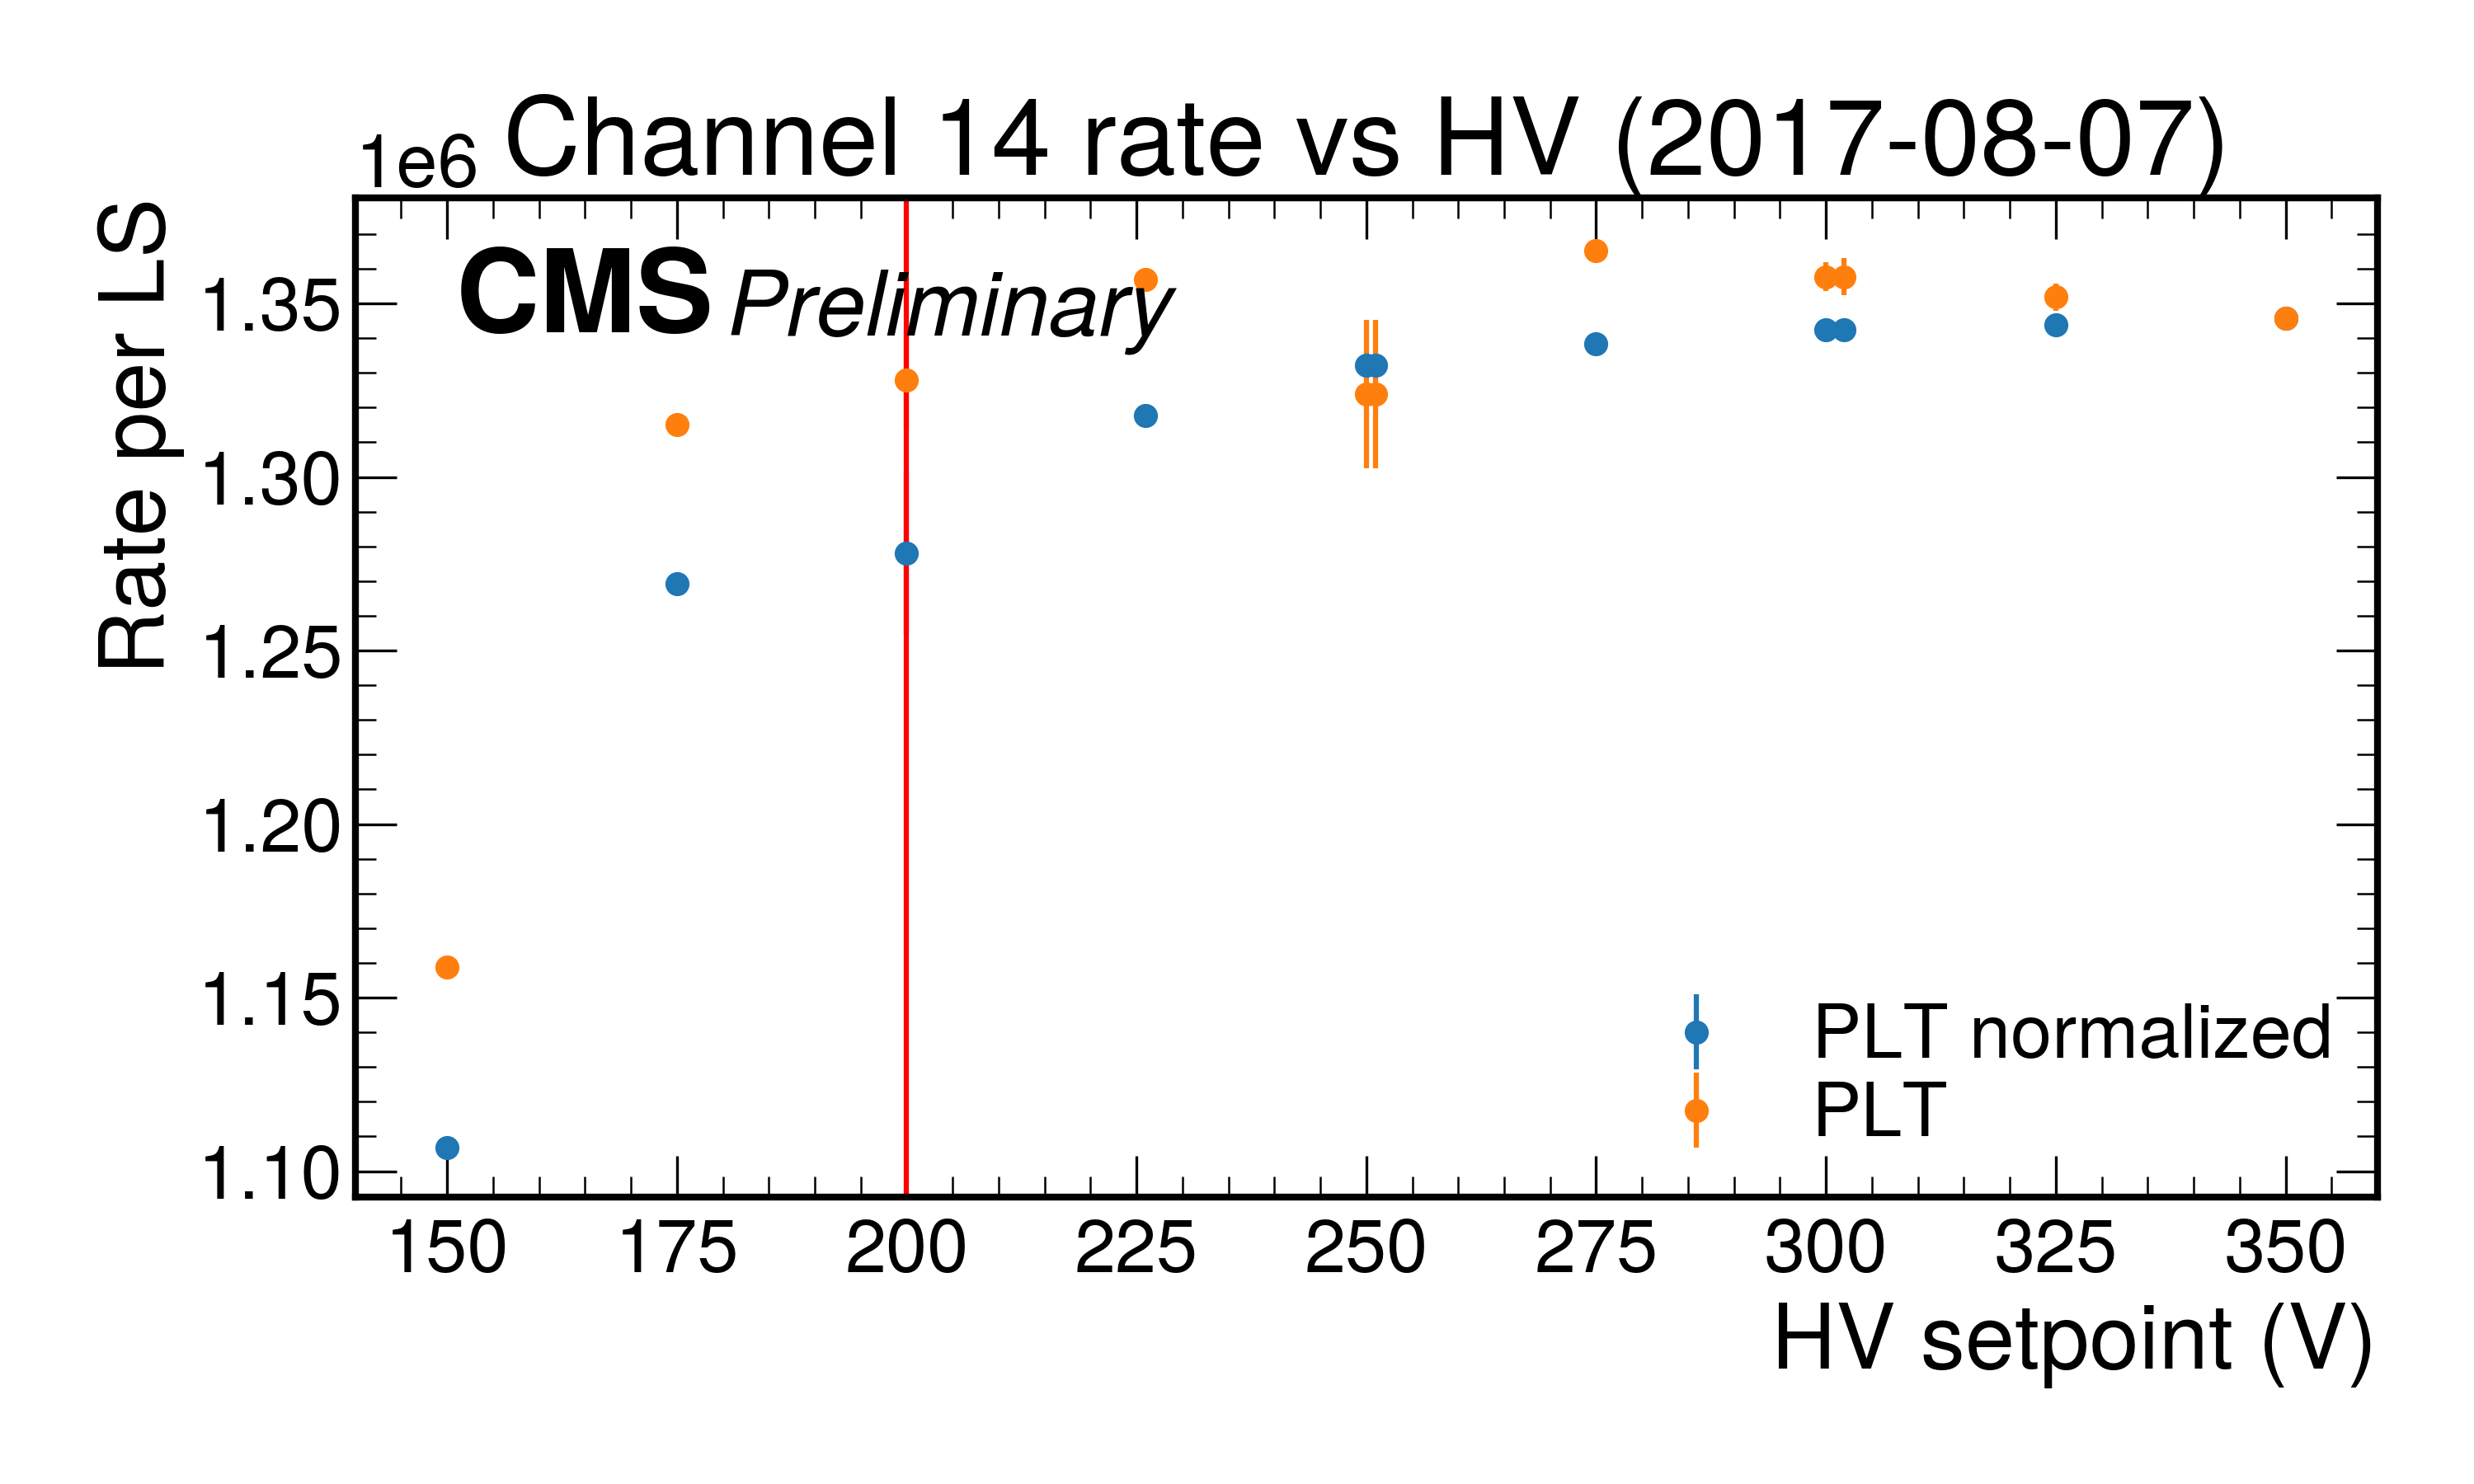 Channel 14 rate vs HV (2017-08-07)
1e6
CMS Preliminary
Rate per LS
1.35
1.30
1.25
1.20
1.15
1.10
PLT normalized
PLT
150 175 200 225 250 275 300 325 350
HV setpoint (V)